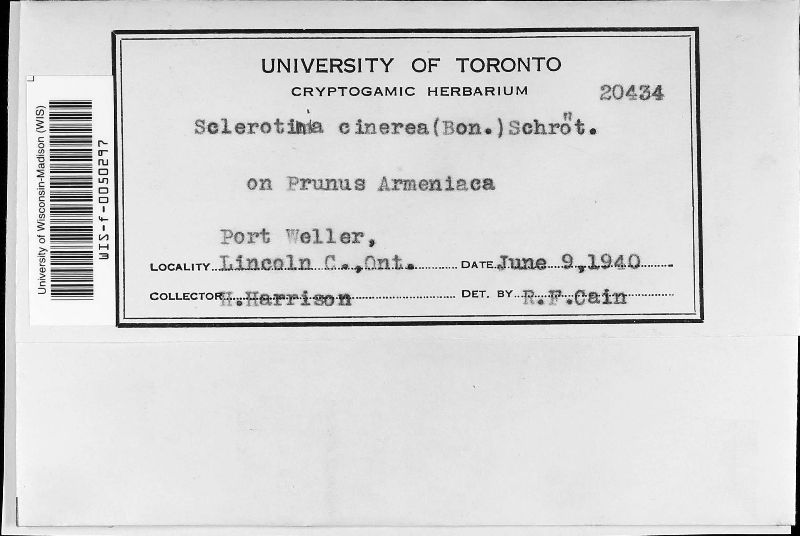 UNIVERSITY OF TORONTO
CRYPTOGAMIC HERBARIUM
20434
Sclerotinia cinerea(Bon.)Schröt.
on Prunus Armeniaca
Port Weller,
LOCALITY Lincoln C.,Ont. DATE June 9,1940
COLLECTOR H.Harrison DET. BY R.F.Cain
University of Wisconsin-Madison (WIS)
WIS-f-0050297